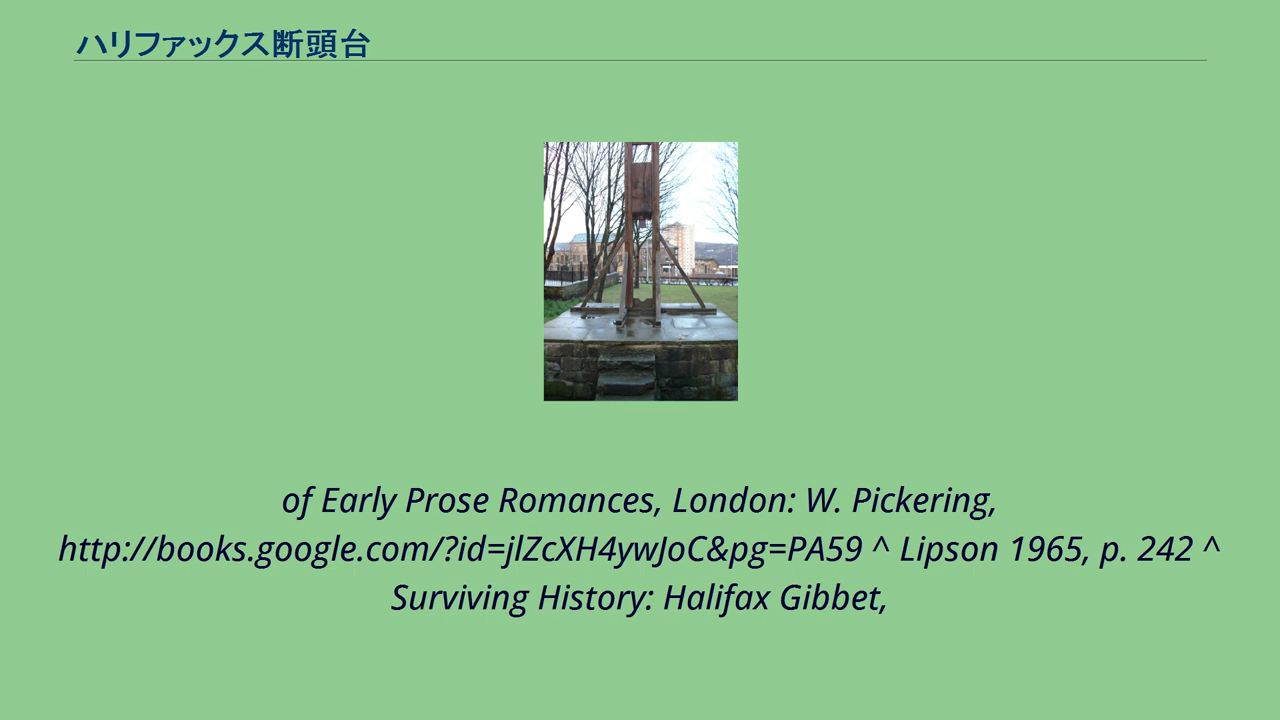 ハリファックス断頭台
of Early Prose Romances, London: W. Pickering,
http://books.google.com/?id=jlZcXH4ywJoC&pg=PA59 ^ Lipson 1965, p. 242 ^
Surviving History: Halifax Gibbet,